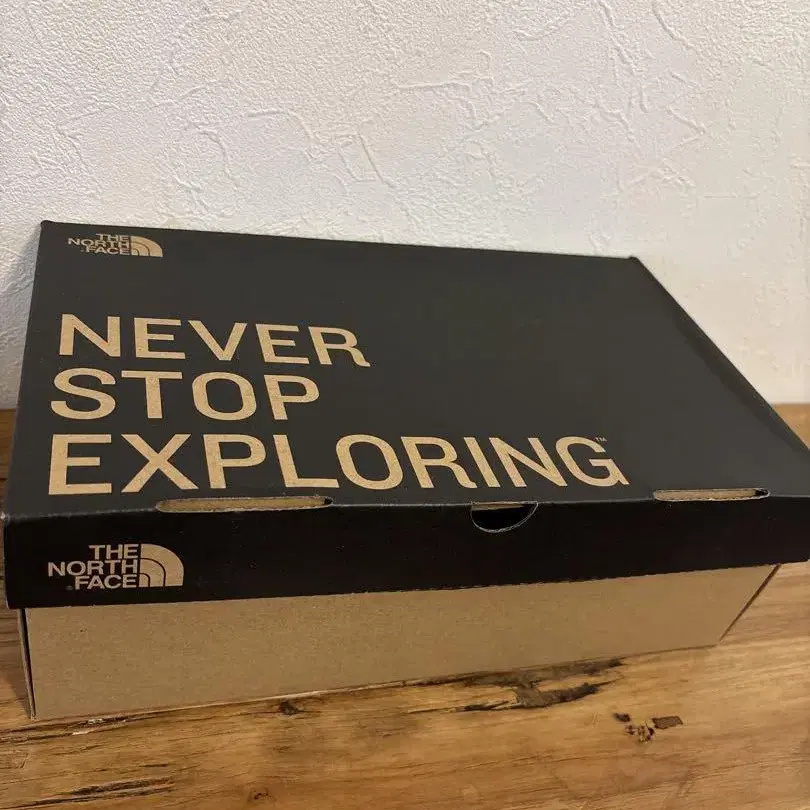 THE
NORTH
FACE
NEVER
STOP
EXPLORING™
THE
NORTH
FACE